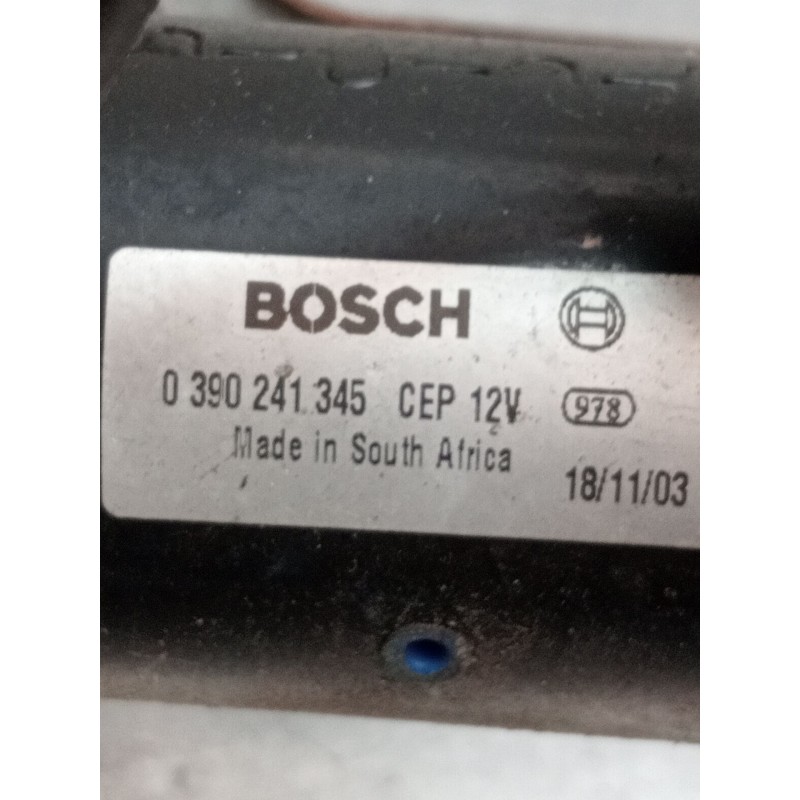 BOSCH
0 390 241 345 CEP 12V 978
Made in South Africa
18/11/03